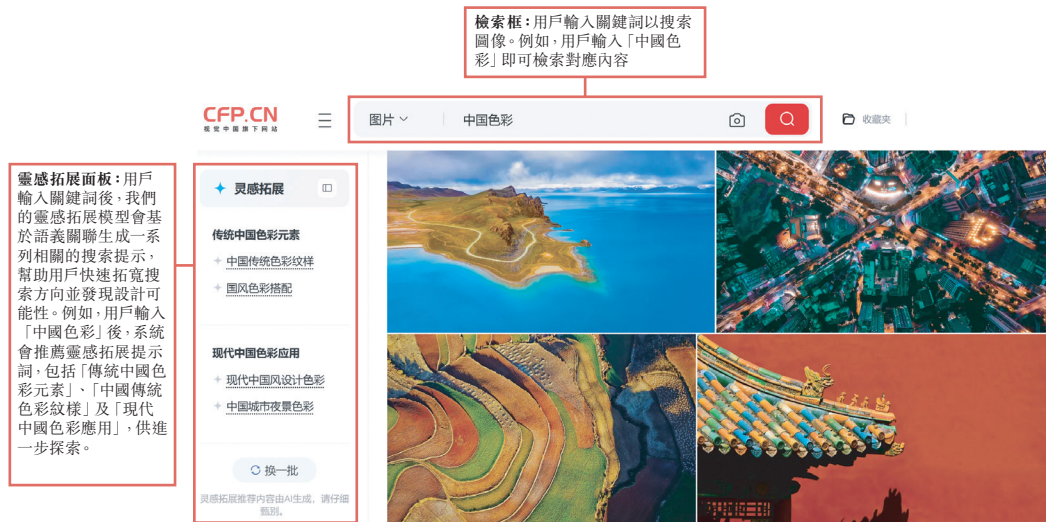 檢索框：用戶輸入關鍵詞以搜索
圖像。例如，用戶輸入「中國色
彩」即可檢索對應內容
CFP.CN
视觉中国旗下网站
图片
中国色彩
收藏夹
靈感拓展面板：用戶
輸入關鍵詞後，我們
的靈感拓展模型會基
於語義關聯生成一系
列相關的搜索提示，
幫助用戶快速拓寬搜
索方向並發現設計可
能性。例如，用戶輸入
「中國色彩」後，系統
會推薦靈感拓展提示
詞，包括「傳統中國色
彩元素」、「中國傳統
色彩紋樣」及「現代
中國色彩應用」，供進
一步探索。
灵感拓展
传统中国色彩元素
中国传统色彩纹样
国风色彩搭配
现代中国色彩应用
现代中国风设计色彩
中国城市夜景色彩
换一批
灵感拓展推荐内容由AI生成，请仔细
甄别。